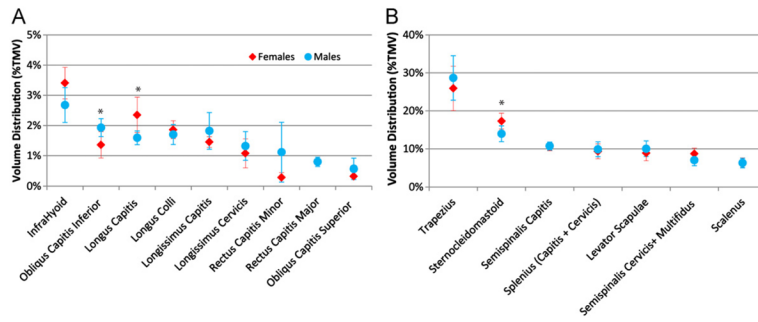 A
5%
4%
3%
2%
1%
0%
Volume Distribution (%TMV)
Females
Males
*
*
InfraHyoid
Obliqus Capitis Inferior
Longus Capitis
Longus Colli
Longissimus Capitis
Longissimus Cervicis
Rectus Capitis Minor
Rectus Capitis Major
Obliqus Capitis Superior
B
40%
30%
20%
10%
0%
Volume Distribution (%TMV)
*
Trapezius
Sternocleidomastoid
Semispinalis Capitis
Splenius (Capitis + Cervicis)
Levator Scapulae
Semispinalis Cervicis+ Multifidus
Scalenus